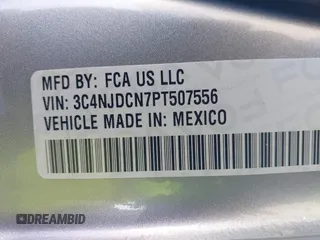 MFD BY: FCA US LLC
VIN: 3C4NJDCN7PT507556
VEHICLE MADE IN: MEXICO
DREAMBID